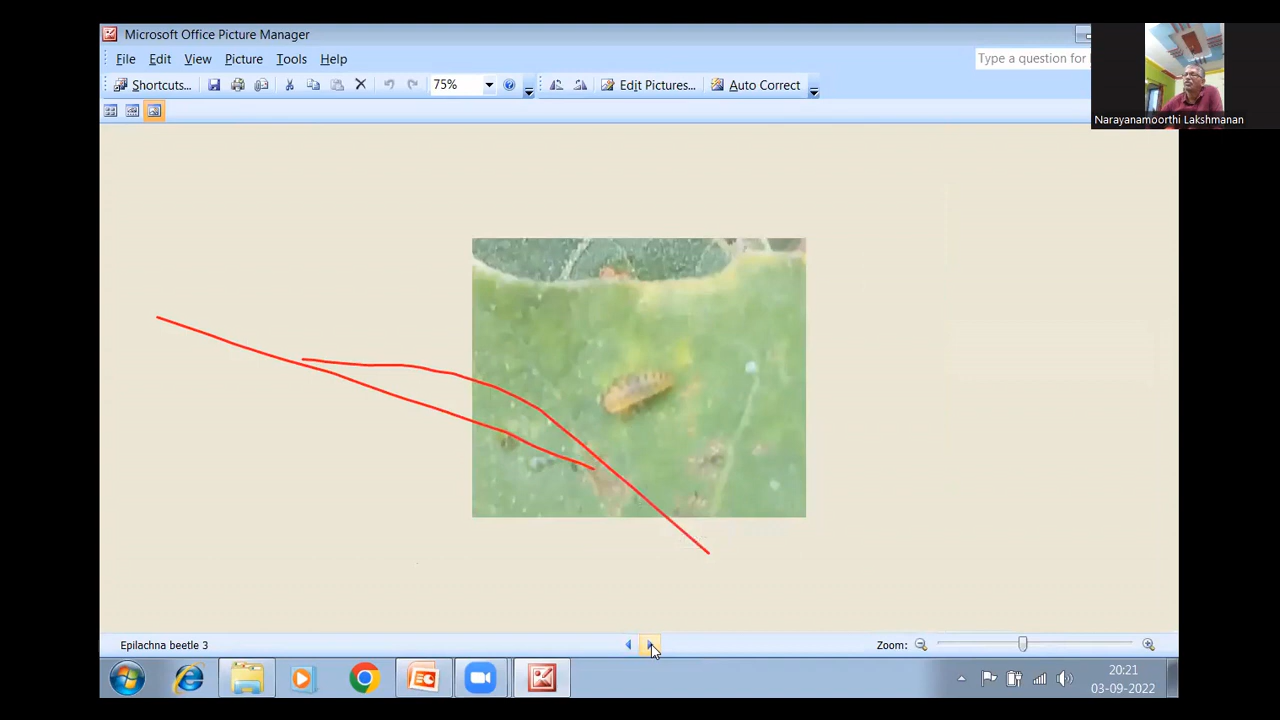 Microsoft Office Picture Manager
File Edit View Picture Tools Help
Type a question for
Shortcuts...
75%
Edit Pictures...
Auto Correct
Narayanamoorthi Lakshmanan
Epilachna beetle 3
Zoom:
20:21
03-09-2022